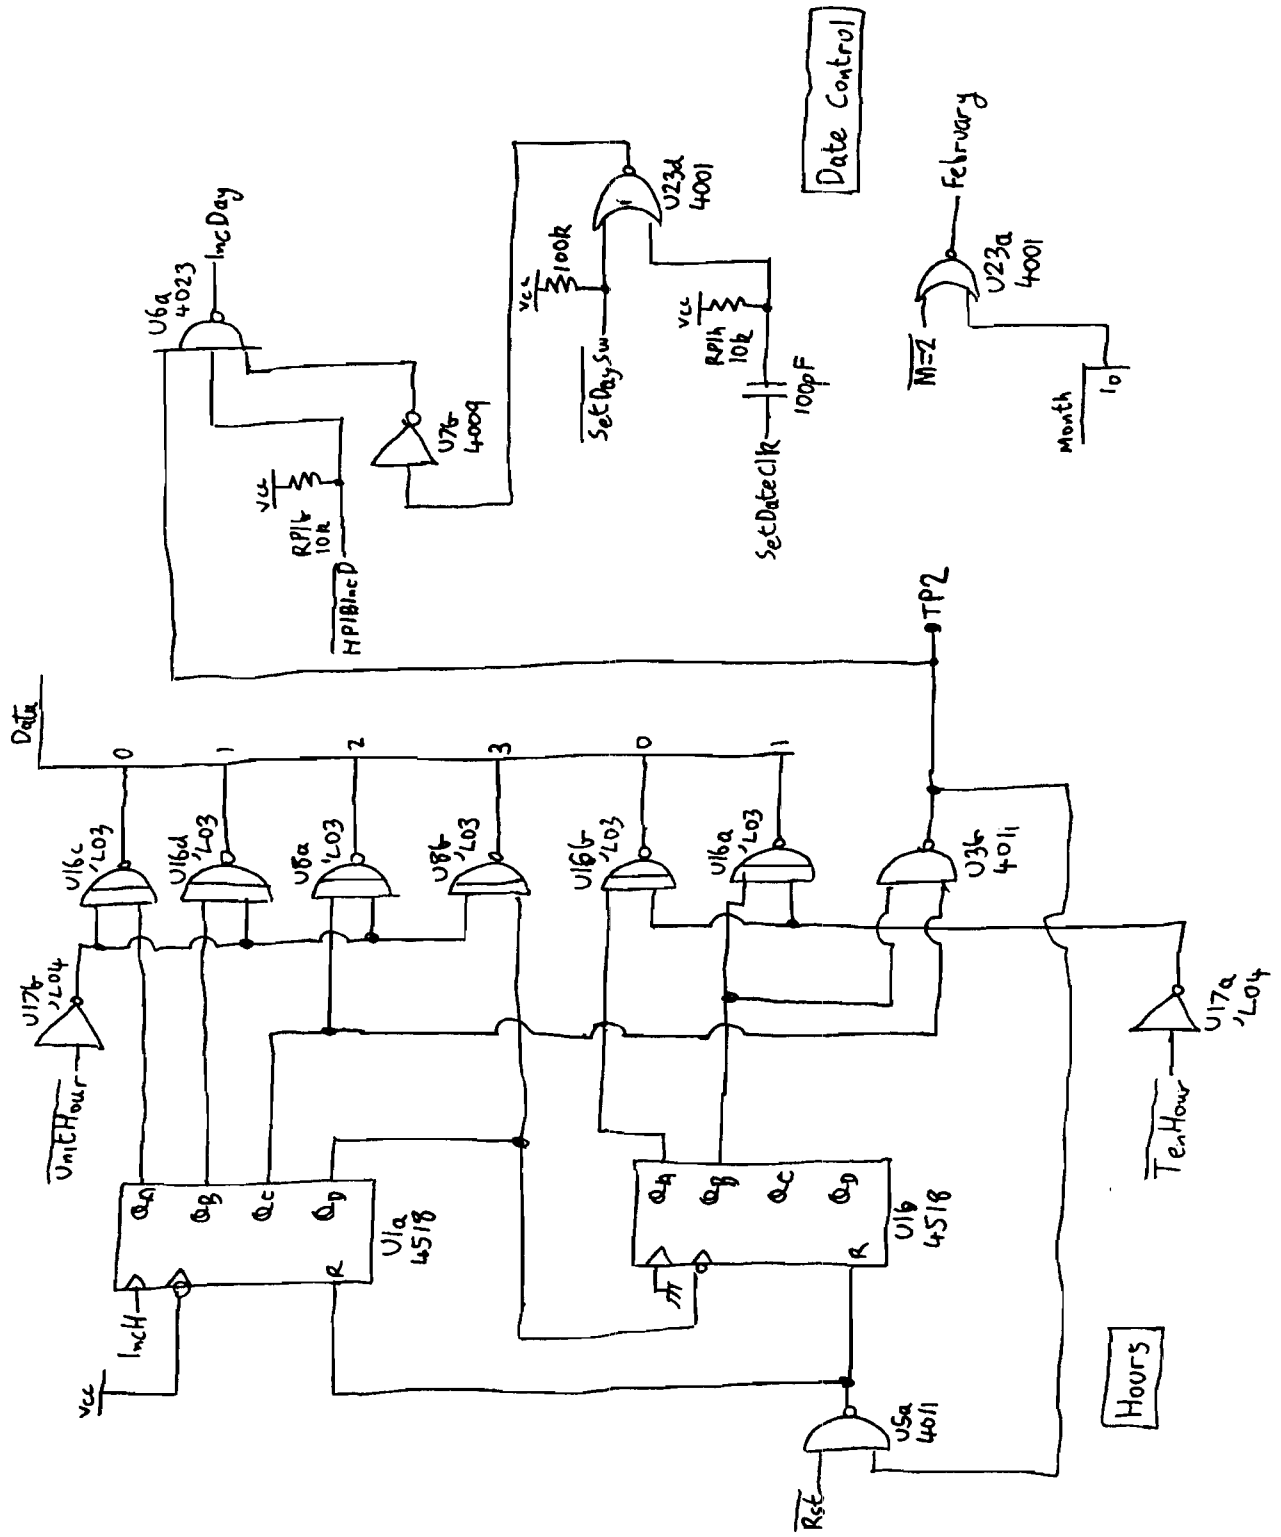 Vcc
IncH
UnitHour
QA
QB
QC
QD
R
U1a
4518
U17b
'L04
U16c
'L03
U16d
'L03
U8a
'L03
U8b
'L03
Data
0
1
2
3
0
1
U16b
'L03
U16a
'L03
QA
QB
QC
QD
R
U1b
4518
Rst
U5a
4011
U3b
4011
TP2
TenHour
U17a
'L04
Hours
U6a
4023
IncDay
Vcc
RP1b
10k
HPIBIncD
U7b
4009
Vcc
100k
SetDaySw
U23d
4001
Vcc
RP1h
10k
SetDateClk
100pF
Date Control
M=2
U23a
4001
February
Month
10